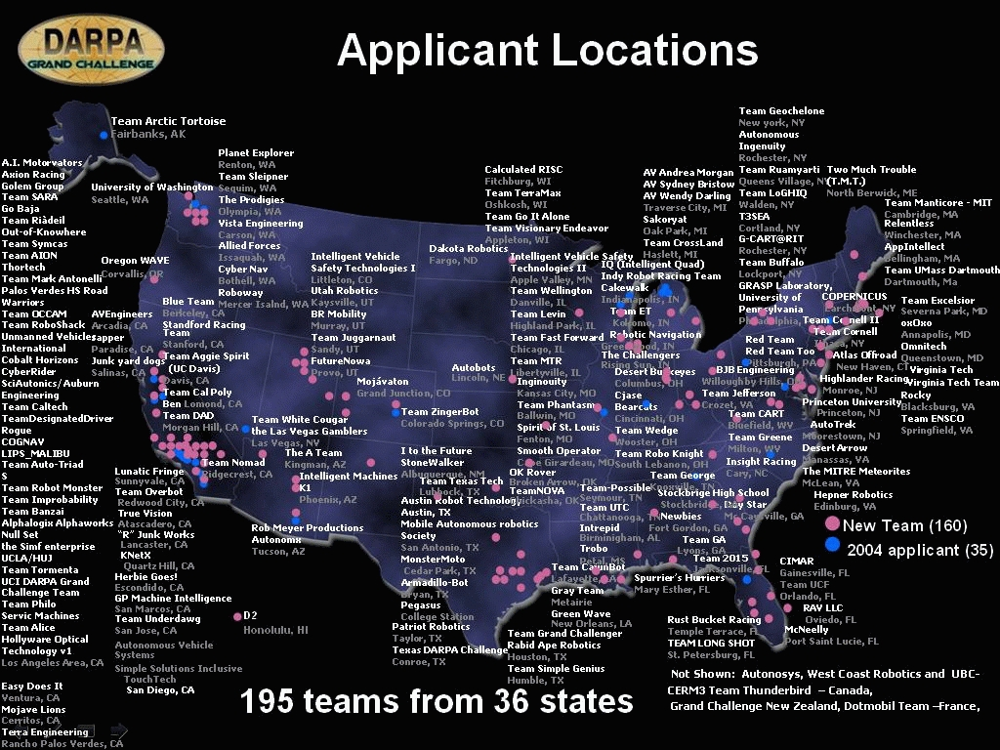 DARPA
GRAND CHALLENGE
Applicant Locations
Team Arctic Tortoise
Fairbanks, AK
A.I. Motorvators
Axion Racing
Golem Group
Team SARA
Go Baja
Team Riàdeil
Out-of-Knowhere
Team Symcas
Team AION
Thortech
Team Mark Antonelli
Palos Verdes HS Road
Warriors
Team OCCAM
Team RoboShack
Unmanned Vehicles
International
Cobalt Horizons
CyberRider
SciAutonics/ Auburn
Engineering
Team Caltech
TeamDesignatedDriver
Rogue
COGNAV
LIPS_MALIBU
Team Auto-Triad
S
Team Robot Monster
Team Improbability
Team Banzai
Alphalogix Alphaworks
Null Set
the Sinf enterprise
UCLA/HUJ
Team Tormenta
UCI DARPA Grand
Challenge Team
Team Philo
Servic Machines
Team Alice
Hollyware Optical
Technology v1
Los Angeles Area, CA
Easy Does It
Ventura, CA
Mojave Lions
Cerritos, CA
Terra Engineering
Rancho Palos Verdes, CA
University of Washington
Seattle, WA
Oregon WAVE
Corvallis, OR
AVEngineers
Arcadia, CA
Sapper
Paradise, CA
Junk yard dogs
Salinas, CA
Blue Team
Berkeley, CA
Standford Racing
Team
Stanford, CA
Team Aggie Spirit
(UC Davis)
Davis, CA
Team Cal Poly
Ben Lomond, CA
Team DAD
Morgan Hill, CA
Team Nomad
Ridgecrest, CA
Lunatic Fringe
Sunnyvale, CA
Team Overbot
Redwood City, CA
True Vision
Atascadero, CA
"R" Junk Works
Lancaster, CA
KNetX
Quartz Hill, CA
Herbie Goes!
Escondido, CA
GP Machine Intelligence
San Marcos, CA
Team Underdawg
San Jose, CA
Autonomous Vehicle
Systems
Simple Solutions Inclusive
TouchTech
San Diego, CA
D2
Honolulu, HI
Planet Explorer
Renton, WA
Team Sleipner
Sequim, WA
The Prodigies
Olympia, WA
Vista Engineering
Carson, WA
Allied Forces
Issaquah, WA
Cyber Nav
Bothell, WA
Roboway
Mercer Isalnd, WA
Intelligent Vehicle
Safety Technologies I
Littleton, CO
Utah Robotics
Kaysville, UT
BR Mobility
Murray, UT
Team Juggernaut
Sandy, UT
FutureNowa
Provo, UT
Mojàvaton
Grand Junction, CO
Team ZingerBot
Colorado Springs, CO
Team White Cougar
the Las Vegas Gamblers
Las Vegas, NV
The A Team
Kingman, AZ
Intelligent Machines
K1
Phoenix, AZ
Rob Meyer Productions
Autonomx
Tucson, AZ
Dakota Robotics
Fargo, ND
Autobots
Lincoln, NE
I to the Future
StoneWalker
Albuquerque, NM
Team Texas Tech
Lubbock, TX
Austin Robot Technology
Austin, TX
Mobile Autonomous robotics
Society
San Antonio, TX
MonsterMoto
Cedar Park, TX
Armadillo-Bot
Bryan, TX
Pegasus
College Station
Patriot Robotics
Taylor, TX
Texas DARPA Challenge
Conroe, TX
Calculated RISC
Fitchburg, WI
Team TerraMax
Oshkosh, WI
Team Go It Alone
Team Visionary Endeavor
Appleton, WI
Intelligent Vehicle Safety
Technologies II
Apple Valley, MN
Team Wellington
Danville, IL
Team Levin
Highland Park, IL
Team Fast Forward
Chicago, IL
Team MTR
Libertyville, IL
Inginouity
Kansas City, MO
Team Phantasm
Ballwin, MO
Spirit of St. Louis
Fenton, MO
Smooth Operator
Cape Girardeau, MO
OK Rover
Broken Arrow, OK
TeamNOVA
Chickasha, OK
Team CajunBot
Lafayette, LA
Gray Team
Metairie
Green Wave
New Orleans, LA
Team Grand Challenger
Rabid Ape Robotics
Houston, TX
Team Simple Genius
Humble, TX
AV Andrea Morgan
AV Sydney Bristow
AV Wendy Darling
Traverse City, MI
Sakoryat
Oak Park, MI
Team CrossLand
Haslett, MI
IQ (Intelligent Quad)
Indy Robot Racing Team
Cakewalk
Indianapolis, IN
Team ET
Kokomo, IN
Robotic Navigation
Greenwood, IN
The Challengers
Rising Sun, IN
Desert Buckeyes
Columbus, OH
Cjase
Bearcats
Cincinnati, OH
Team Wedge
Wooster, OH
Team Robo Knight
South Lebanon, OH
Team George
Knoxville, TN
Team-Possible
Seymour, TN
Team UTC
Chattanooga, TN
Intrepid
Birmingham, AL
Trobo
Petal, MS
Stockbrige High School
Stockbridge
Newbies
Fort Gordon, GA
Day Star
McCaysville, GA
Team GA
Lyons, GA
Team 2015
Jacksonville, FL
Spurrier's Hurriers
Mary Esther, FL
Rust Bucket Racing
Temple Terrace, FL
TEAM LONG SHOT
St. Petersburg, FL
CIMAR
Gainesville, FL
Team UCF
Orlando, FL
RAV LLC
Oviedo, FL
McNeelly
Port Saint Lucie, FL
Team Geochelone
New york, NY
Autonomous
Ingenuity
Rochester, NY
Team Ruamyarti
Queens Village, NY
Team LoGHIQ
Walden, NY
T3SEA
Cortland, NY
G-CART@RIT
Rochester, NY
Team Buffalo
Lockport, NY
GRASP Laboratory,
University of
Pennsylvania
Philadelphia,
Red Team
Red Team Too
Pittsburgh, PA
BJB Engineering
Willoughby Hills,
Team Jefferson
Crozet, VA
Team CART
Bluefield, WV
Team Greene
Milton, WV
Insight Racing
Cary, NC
Two Much Trouble
(T.M.T.)
North Berwick, ME
Team Manticore - MIT
Cambridge, MA
Relentless
Winchester, MA
AppIntellect
Bellingham, MA
Team UMass Dartmouth
Dartmouth, Ma
COPERNICUS
Larchmont, NY
Team Cornell II
Team Cornell
Ithaca, NY
Atlas Offroad
New Haven, CT
Highlander Racing
Monroe, NJ
Princeton University
Princeton, NJ
AutoTrek
Moorestown, NJ
Desert Arrow
Manassas, VA
The MITRE Meteorites
McLean, VA
Hepner Robotics
Edinburg, VA
Team Excelsior
Severna Park, MD
oxOxo
Annapolis, MD
Omnitech
Queenstown, MD
Virginia Tech
Virginia Tech Team
Rocky
Blacksburg, VA
Team ENSCO
Springfield, VA
New Team (160)
2004 applicant (35)
Not Shown: Autonosys, West Coast Robotics and UBC-
CERM3 Team Thunderbird – Canada,
Grand Challenge New Zealand, Dotmobil Team –France,
195 teams from 36 states